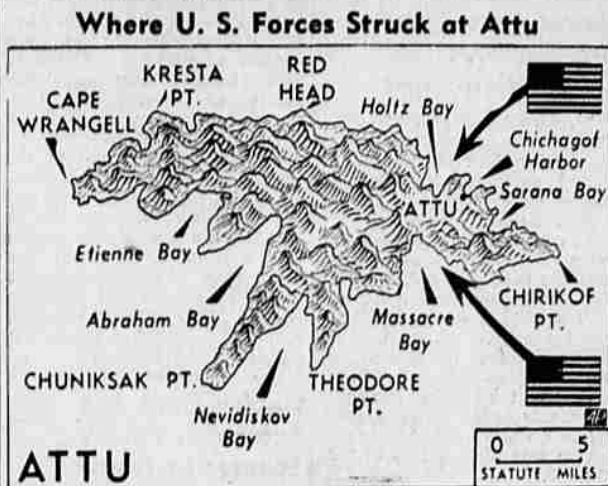 Where U. S. Forces Struck at Attu
KRESTA
PT.
RED
HEAD
CAPE
WRANGELL
Holtz Bay
Chichagof
Harbor
Sarana Bay
ATTU
Etienne Bay
Abraham Bay
Massacre
Bay
CHIRIKOF
PT.
CHUNIKSAK PT.
THEODORE
PT.
Nevidiskov
Bay
ATTU
0 5
STATUTE MILES